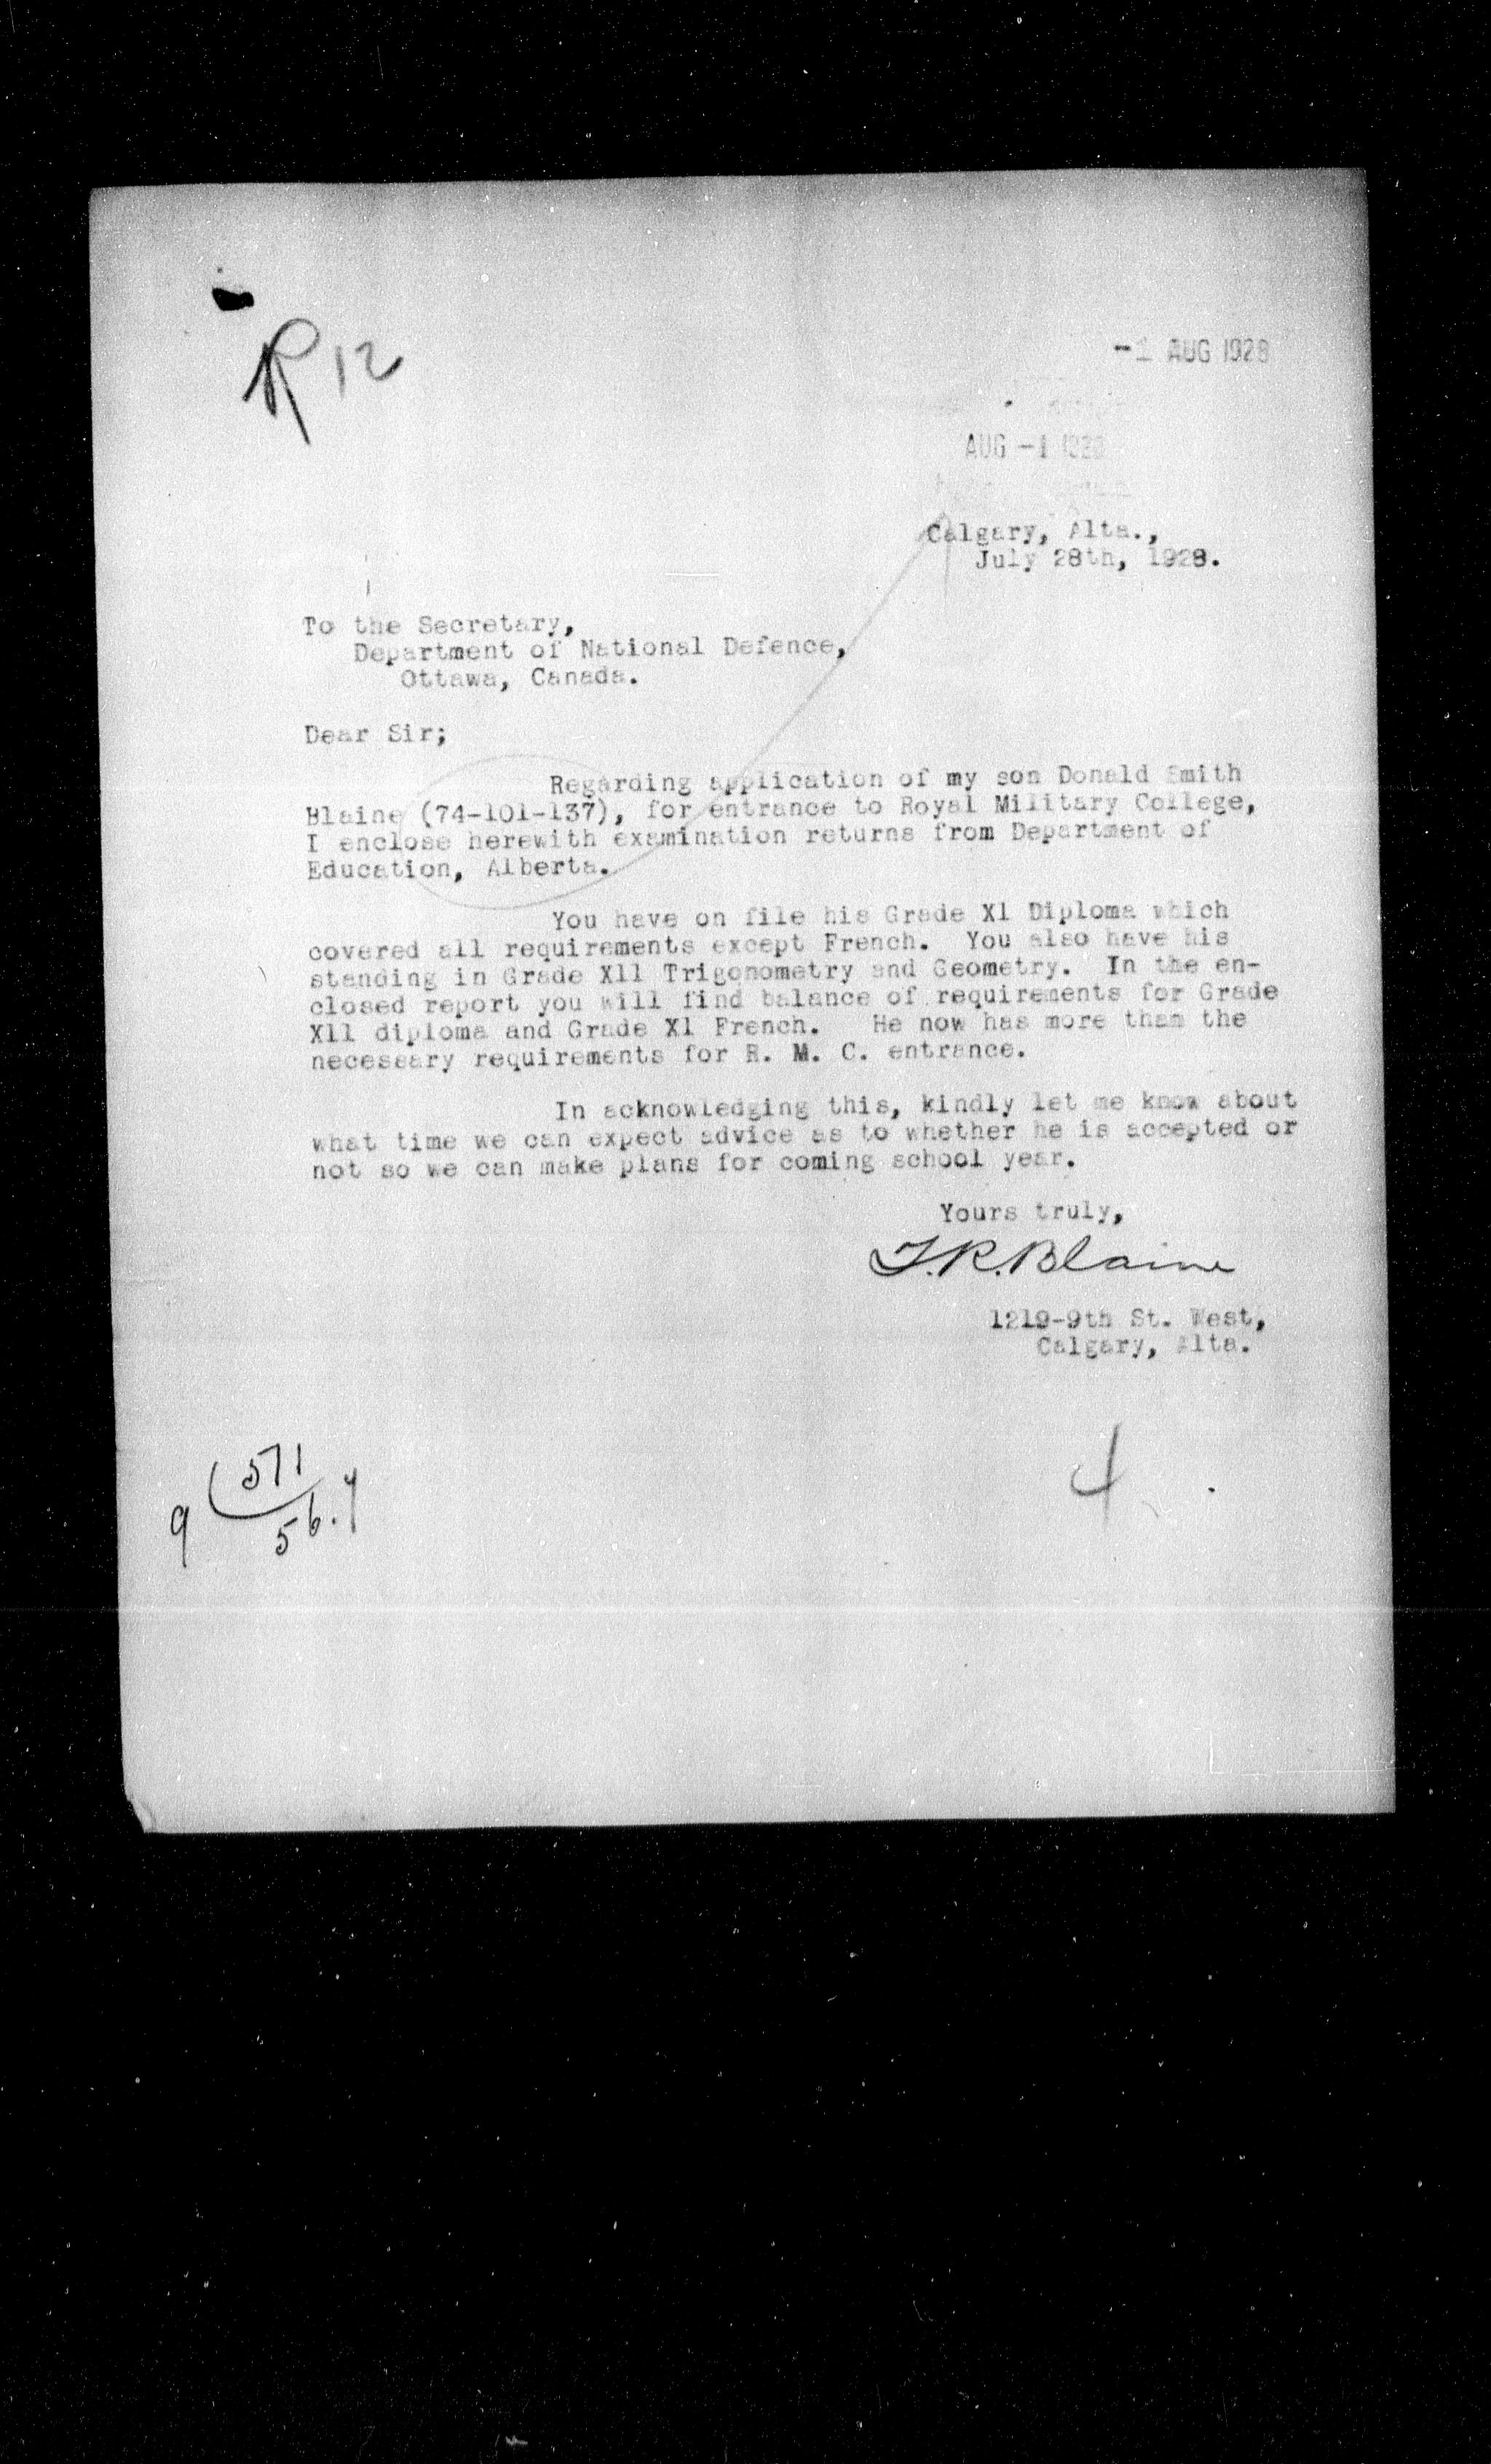 R 12
-1 AUG 1928
AUG -1 1928
Calgary, Alta.,
July 28th, 1928.
To the Secretary,
Department of National Defence,
Ottawa, Canada.
Dear Sir;
Regarding application of my son Donald Smith
Blaine (74-101-137), for entrance to Royal Military College,
I enclose herewith examination returns from Department of
Education, Alberta.
You have on file his Grade X1 Diploma which
covered all requirements except French. You also have his
standing in Grade X11 Trigonometry and Geometry. In the en-
closed report you will find balance of requirements for Grade
X11 diploma and Grade X1 French. He now has more than the
necessary requirements for R. M. C. entrance.
In acknowledging this, kindly let me know about
what time we can expect advice as to whether he is accepted or
not so we can make plans for coming school year.
Yours truly,
T.R.Blaine
1219-9th St. West,
Calgary, Alta.
571
9
56.4
4